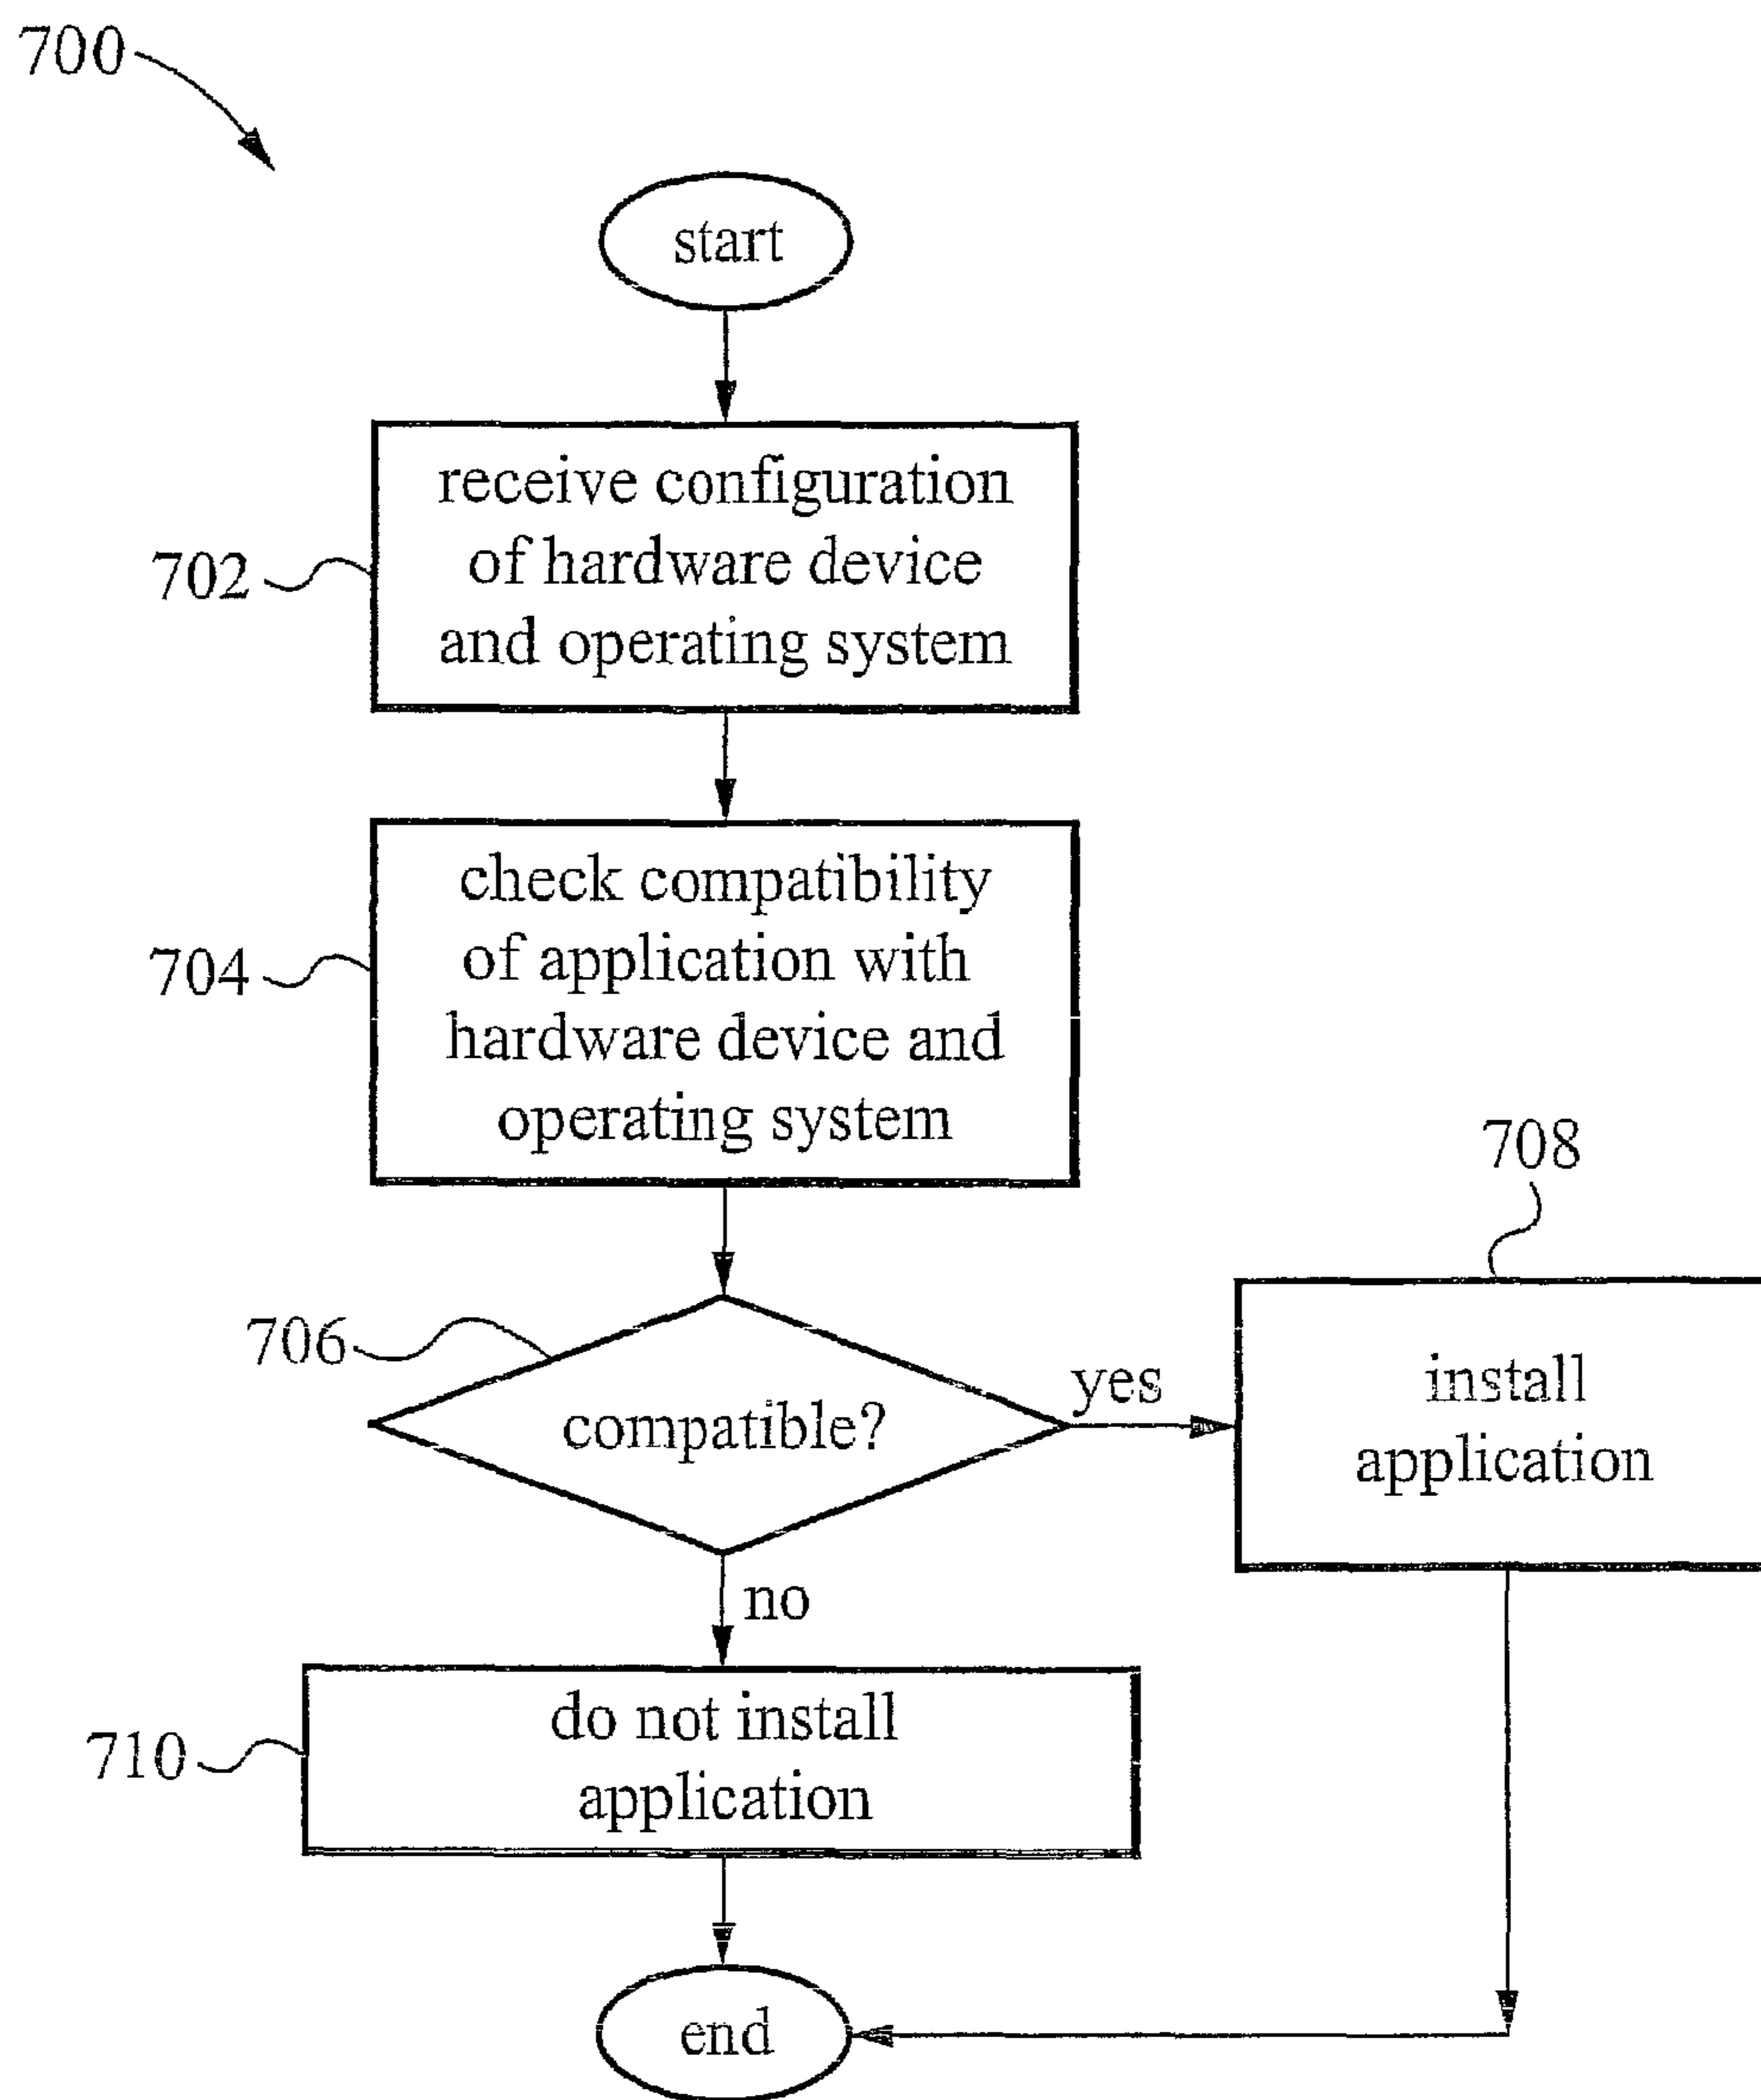 700
start
receive configuration
of hardware device
and operating system
702
check compatibility
of application with
hardware device and
operating system
704
708
706
compatible?
yes
install
application
no
do not install
application
710
end